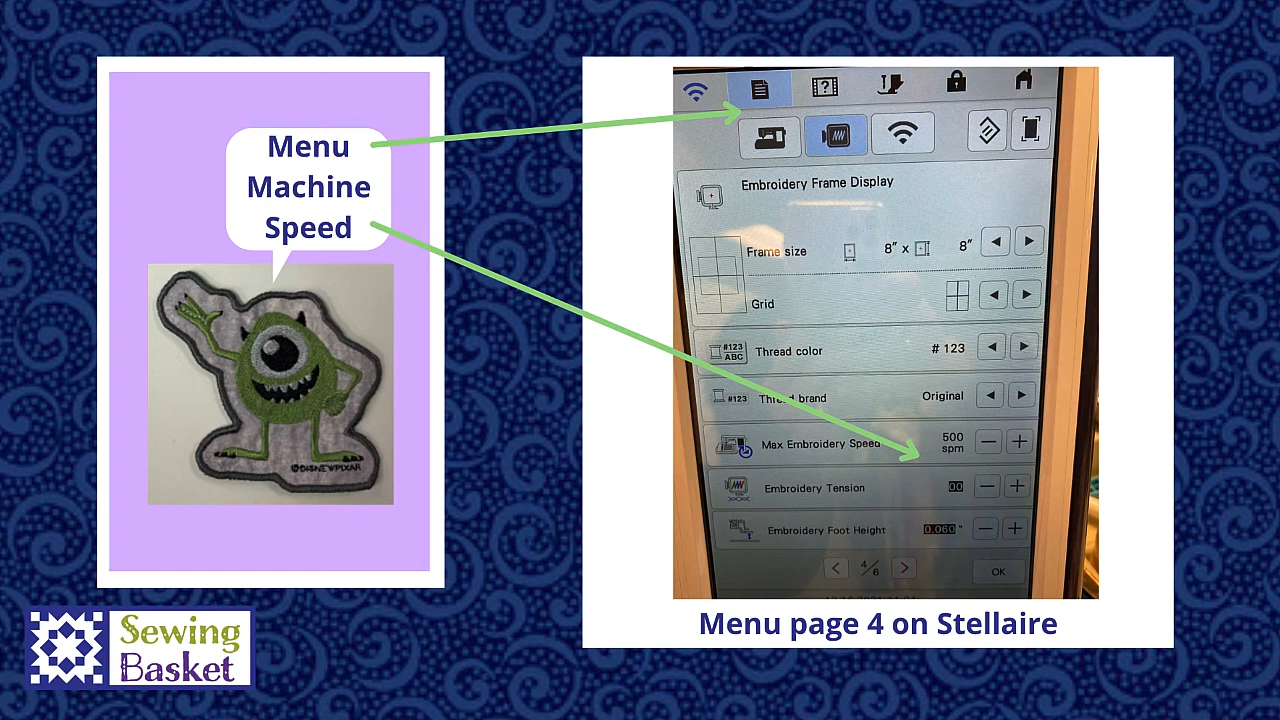 Menu
Machine
Speed
©DISNEY/PIXAR
Sewing
Basket
Embroidery Frame Display
Frame size 8" x 8"
Grid
#123
ABC
Thread color # 123
#123
Thread brand Original
Max Embroidery Speed 500
spm
Embroidery Tension 00
Embroidery Foot Height 0.060 "
4/6
OK
Menu page 4 on Stellaire